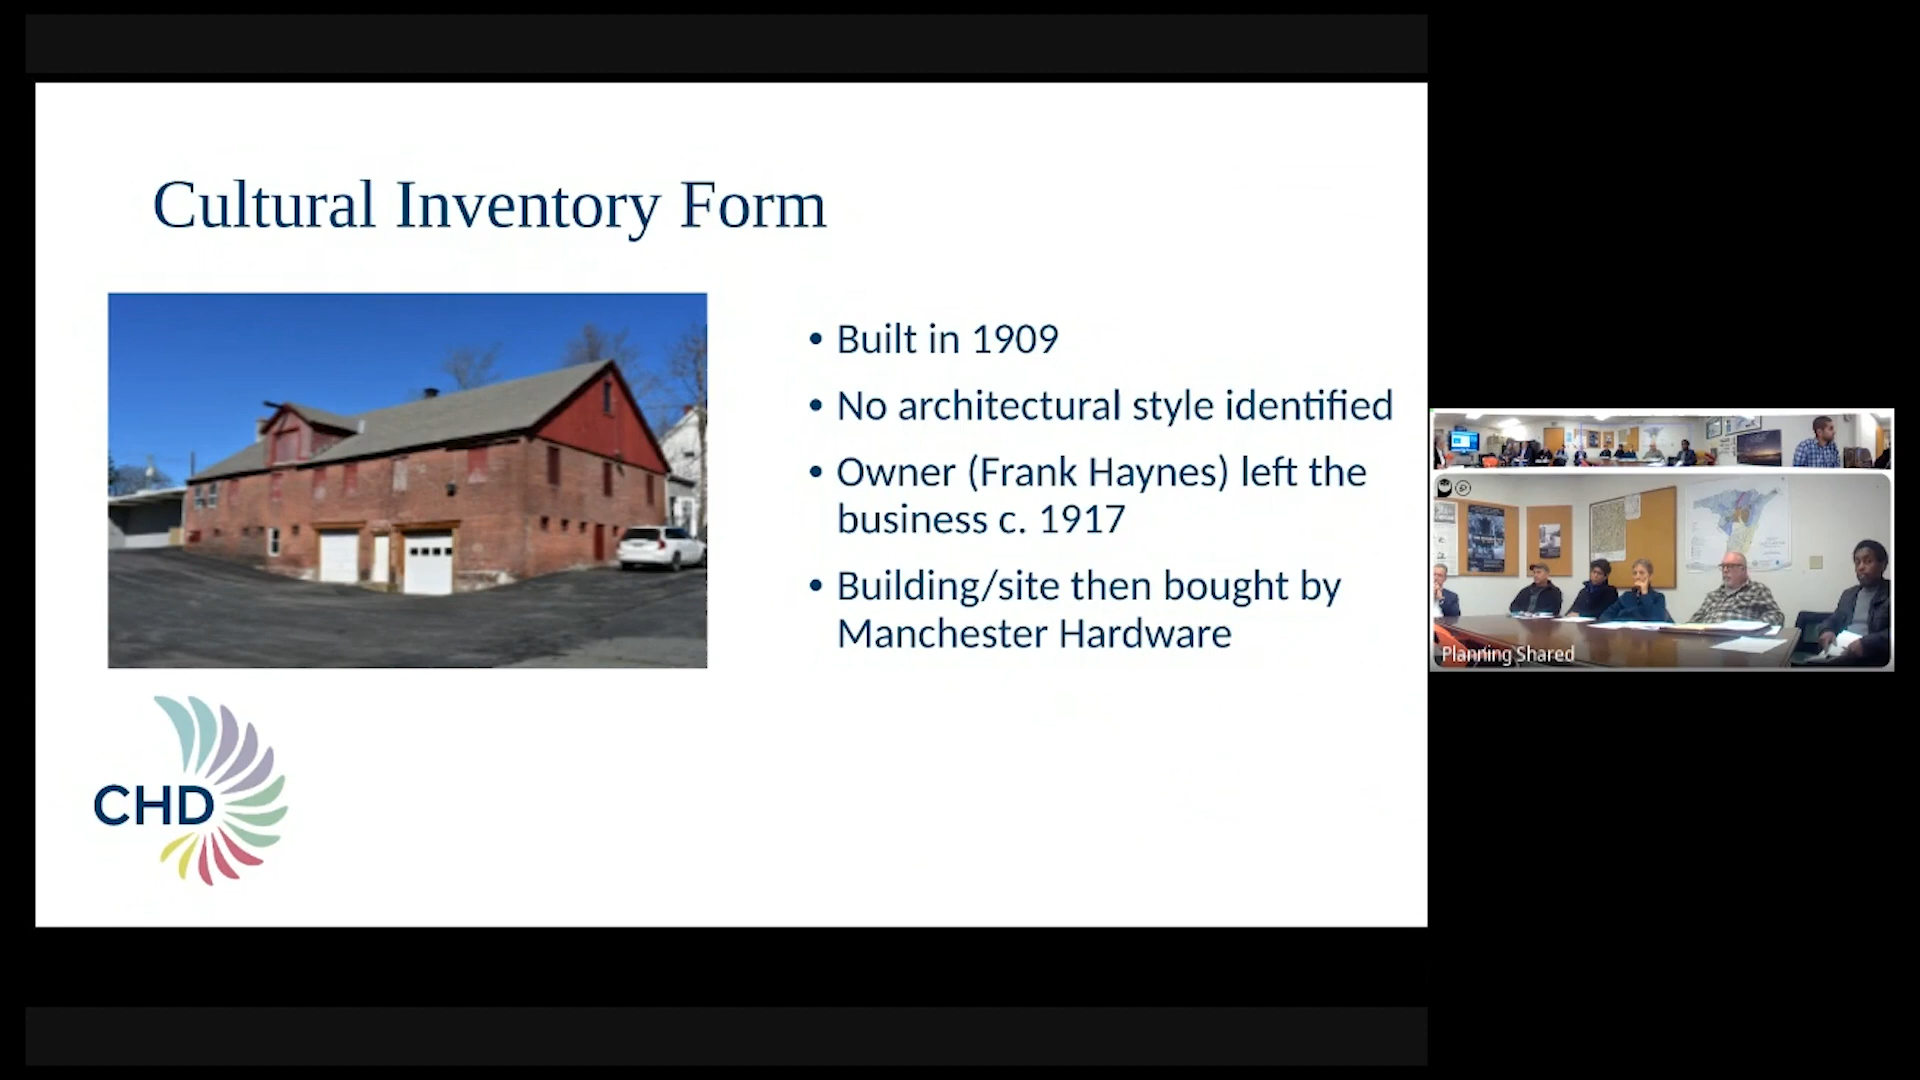 Cultural Inventory Form
• Built in 1909
• No architectural style identified
• Owner (Frank Haynes) left the
business c. 1917
• Building/site then bought by
Manchester Hardware
CHD
Planning Shared